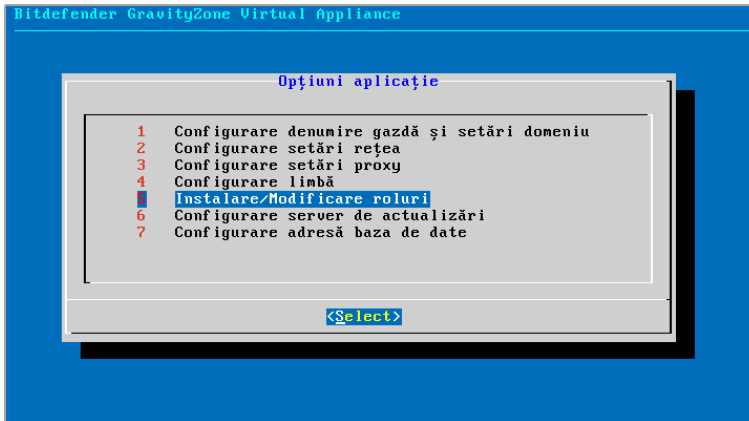 Bitdefender GravityZone Virtual Appliance
Opțiuni aplicație
1 Configurare denumire gazdă și setări domeniu
2 Configurare setări rețea
3 Configurare setări proxy
4 Configurare limbă
5 Instalare/Modificare roluri
6 Configurare server de actualizări
7 Configurare adresă baza de date
<Select>